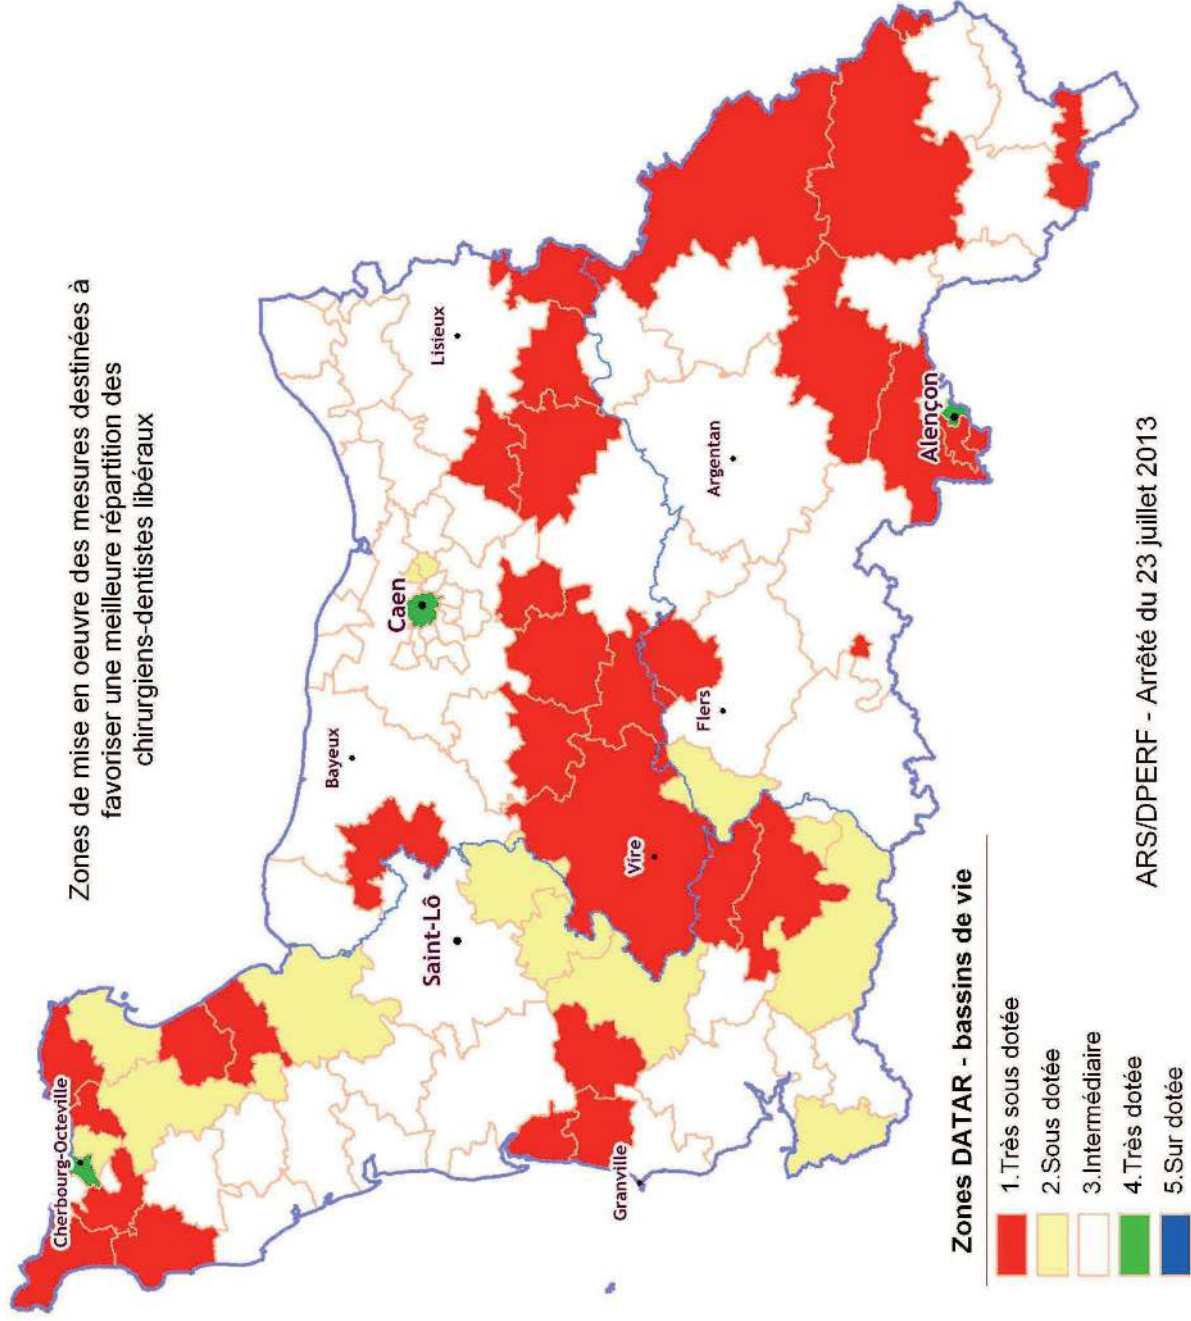 Zones de mise en oeuvre des mesures destinées à
favoriser une meilleure répartition des
chirurgiens-dentistes libéraux
Cherbourg-Octeville
Saint-Lô
Bayeux
Caen
Lisieux
Granville
Vire
Flers
Argentan
Alençon
Zones DATAR - bassins de vie
1.Très sous dotée
2.Sous dotée
3.Intermédiaire
4.Très dotée
5.Sur dotée
ARS/DPERF - Arrêté du 23 juillet 2013